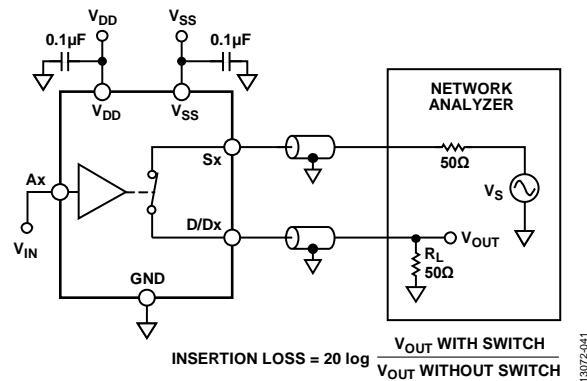 VDD
VSS
0.1µF
0.1µF
VDD
VSS
NETWORK
ANALYZER
Sx
50Ω
Ax
VS
D/Dx
VOUT
VIN
RL
50Ω
GND
INSERTION LOSS = 20 log VOUT WITH SWITCH
VOUT WITHOUT SWITCH
13072-041